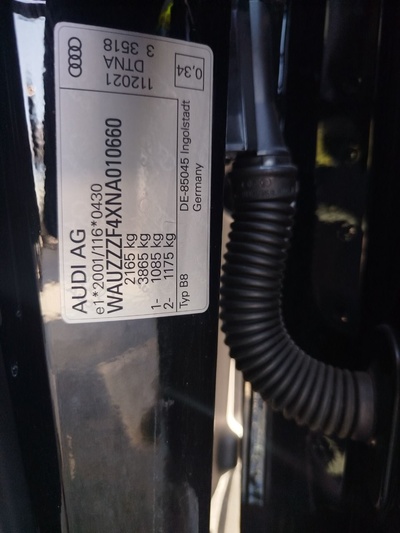 AUDI AG
e1*2001/116*0430
WAUZZZF4XNA010660
2165 kg
3865 kg
1- 1085 kg
2- 1175 kg
Typ B8
DE-85045 Ingolstadt
Germany
112021
DTNA
3 3518
0,34